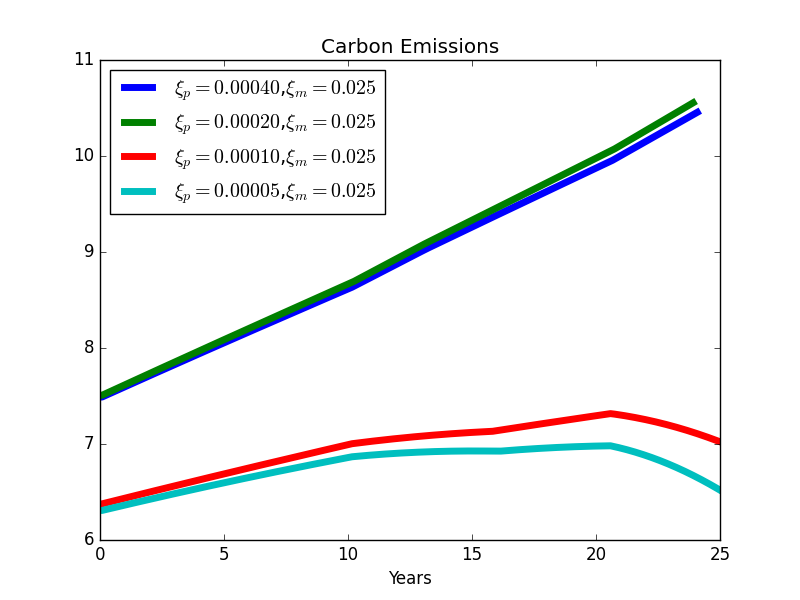 Carbon Emissions
11
10
9
8
7
6
ξₚ = 0.00040,ξₘ = 0.025
ξₚ = 0.00020,ξₘ = 0.025
ξₚ = 0.00010,ξₘ = 0.025
ξₚ = 0.00005,ξₘ = 0.025
0 5 10 15 20 25
Years